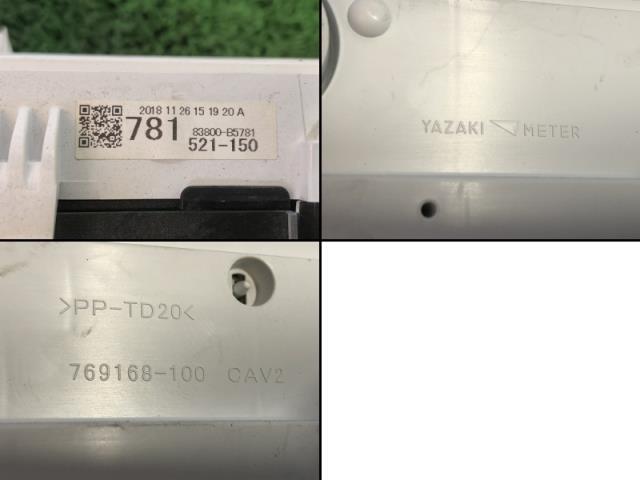 2018 11 26 15 19 20 A
781 83800-B5781
521-150
YAZAKI METER
>PP-TD20<
769168-100 CAV2